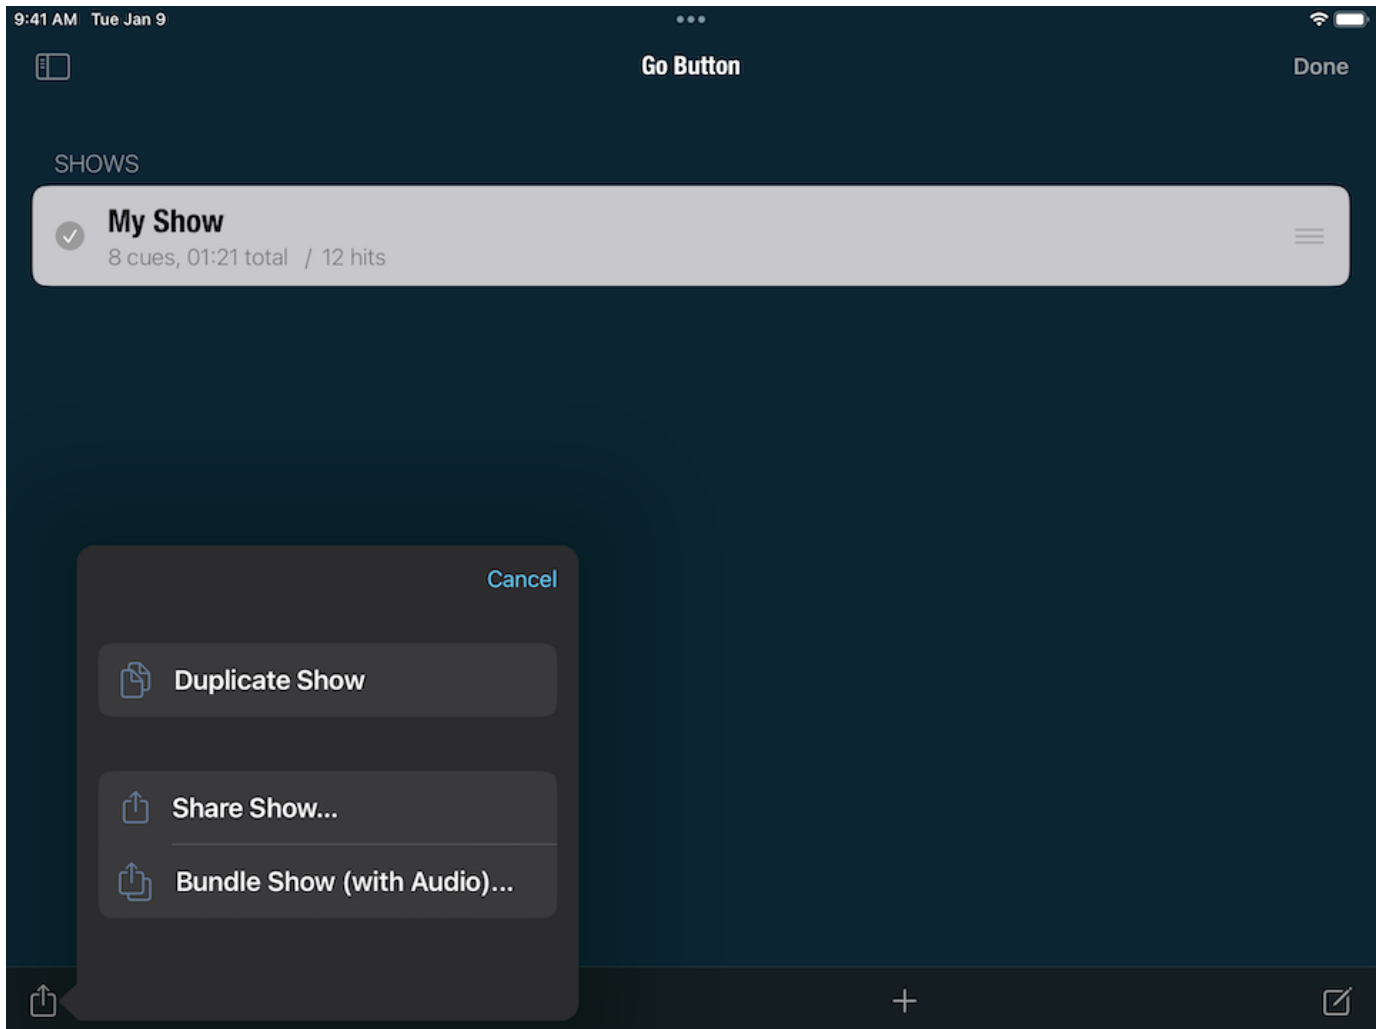 9:41 AM Tue Jan 9
Go Button
Done
SHOWS
My Show
8 cues, 01:21 total / 12 hits
Cancel
Duplicate Show
Share Show...
Bundle Show (with Audio)...